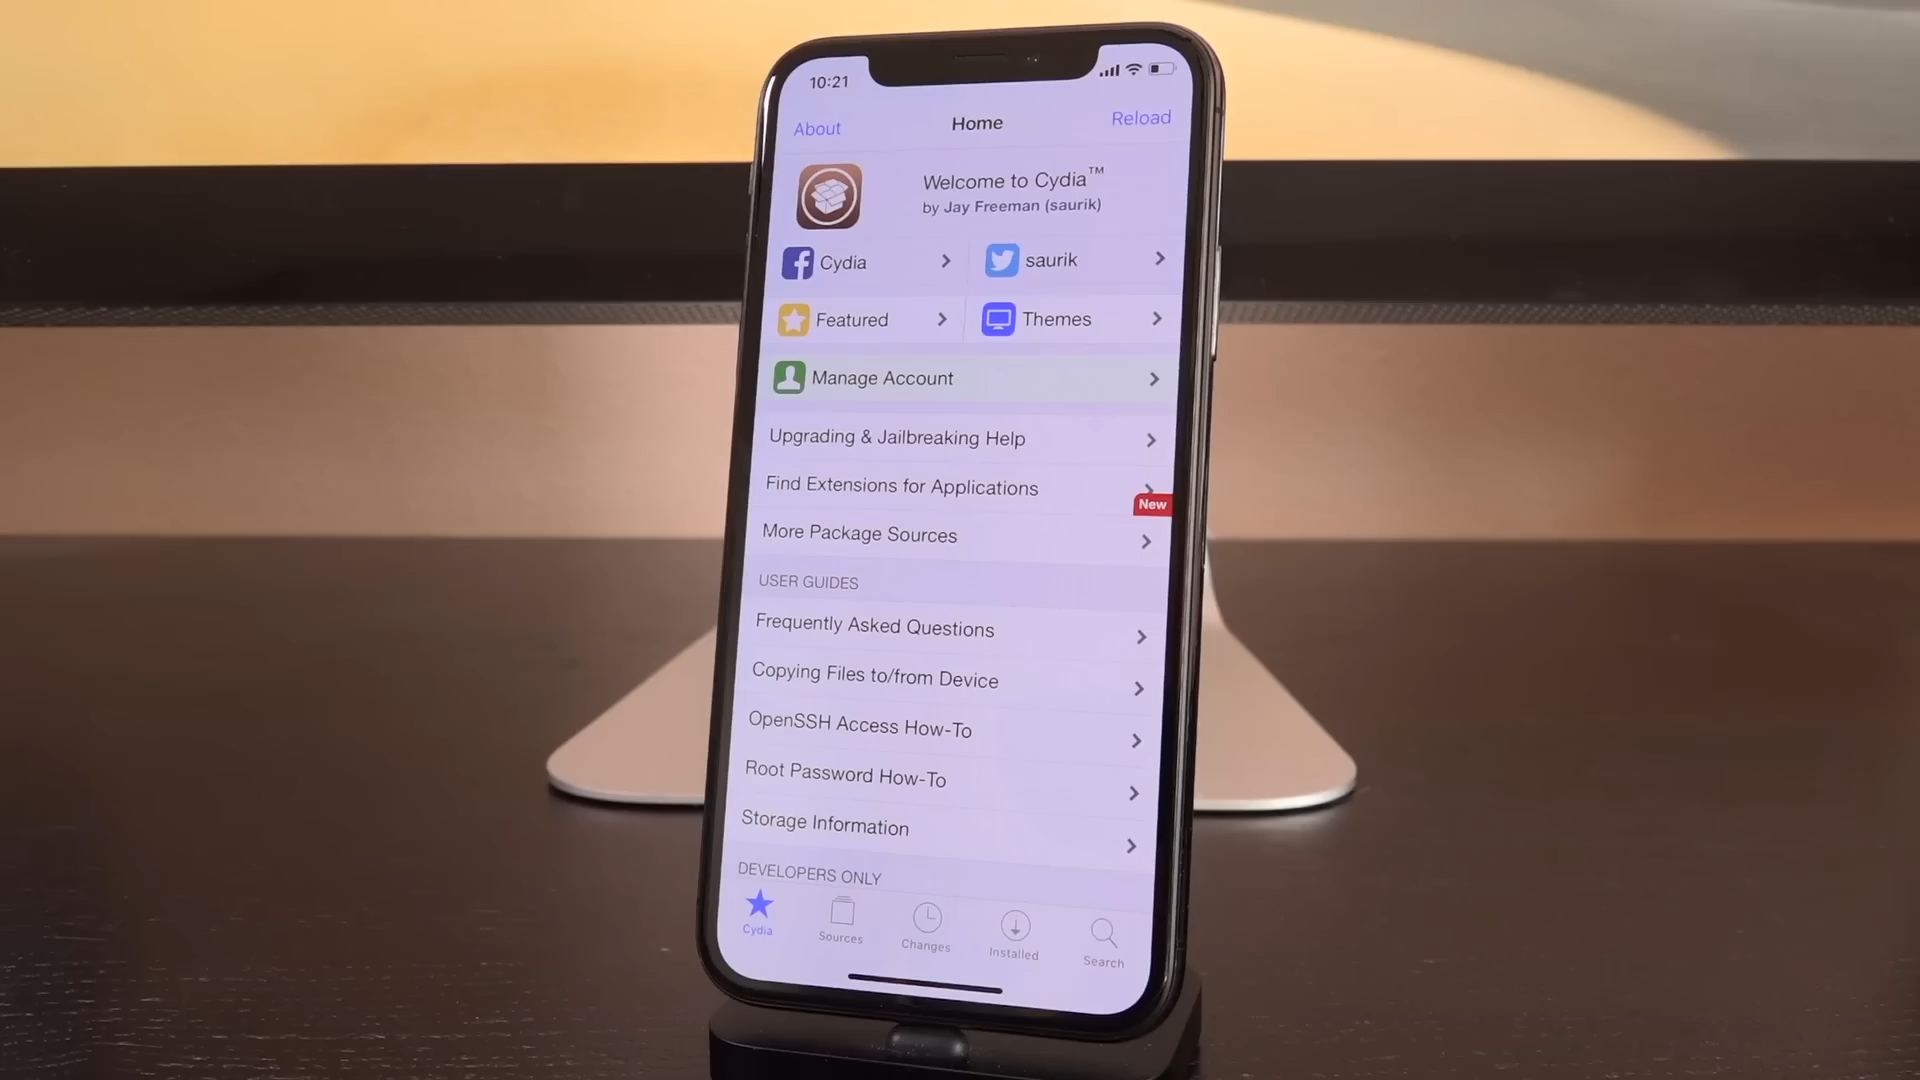 10:21
About
Home
Reload
Welcome to Cydia™
by Jay Freeman (saurik)
Cydia
saurik
Featured
Themes
Manage Account
Upgrading & Jailbreaking Help
Find Extensions for Applications
New
More Package Sources
USER GUIDES
Frequently Asked Questions
Copying Files to/from Device
OpenSSH Access How-To
Root Password How-To
Storage Information
DEVELOPERS ONLY
Cydia
Sources
Changes
Installed
Search